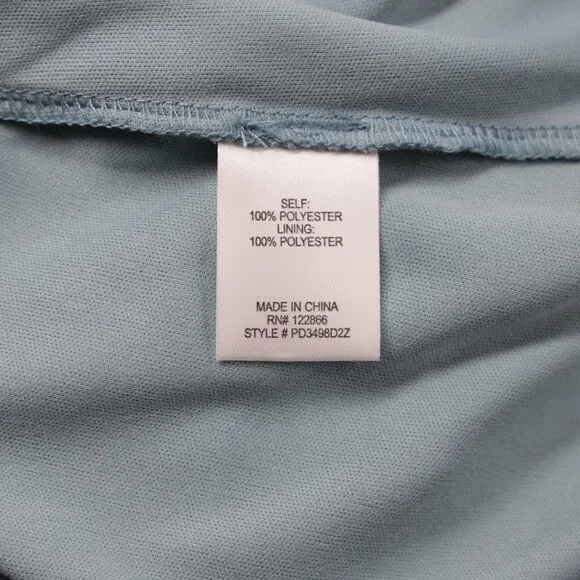 SELF:
100% POLYESTER
LINING:
100% POLYESTER
MADE IN CHINA
RN# 122866
STYLE # PD3498D2Z